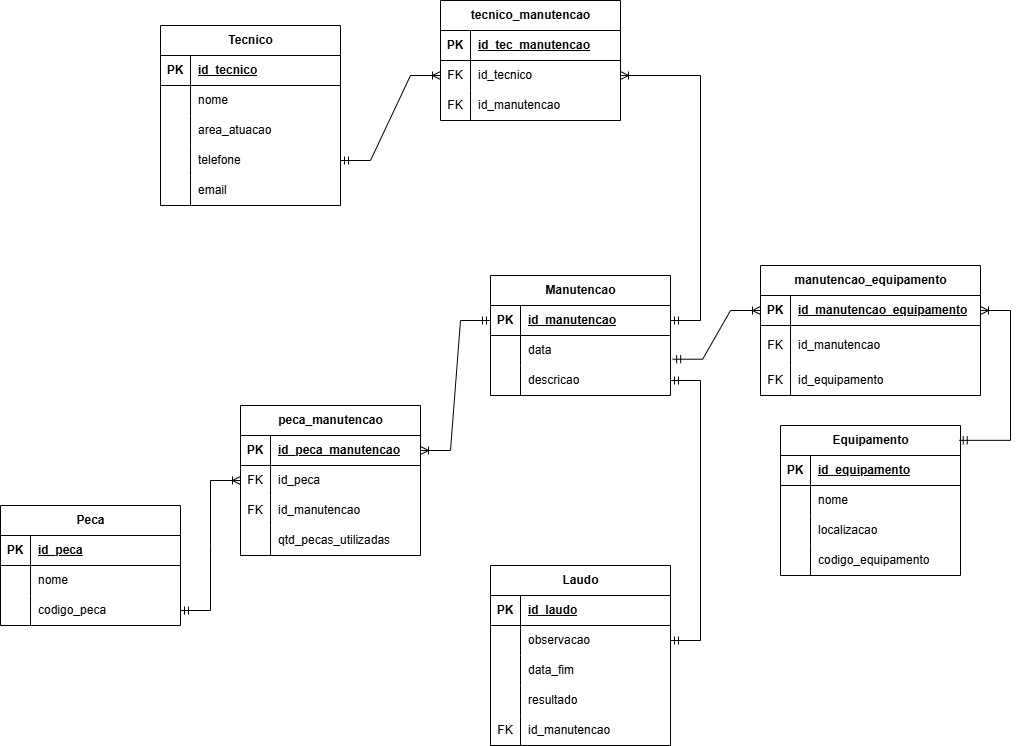 tecnico_manutencao
PK id_tec_manutencao
FK id_tecnico
FK id_manutencao
Tecnico
PK id_tecnico
nome
area_atuacao
telefone
email
Manutencao
PK id_manutencao
data
descricao
manutencao_equipamento
PK id_manutencao_equipamento
FK id_manutencao
FK id_equipamento
peca_manutencao
PK id_peca_manutencao
FK id_peca
FK id_manutencao
qtd_pecas_utilizadas
Equipamento
PK id_equipamento
nome
localizacao
codigo_equipamento
Peca
PK id_peca
nome
codigo_peca
Laudo
PK id_laudo
observacao
data_fim
resultado
FK id_manutencao